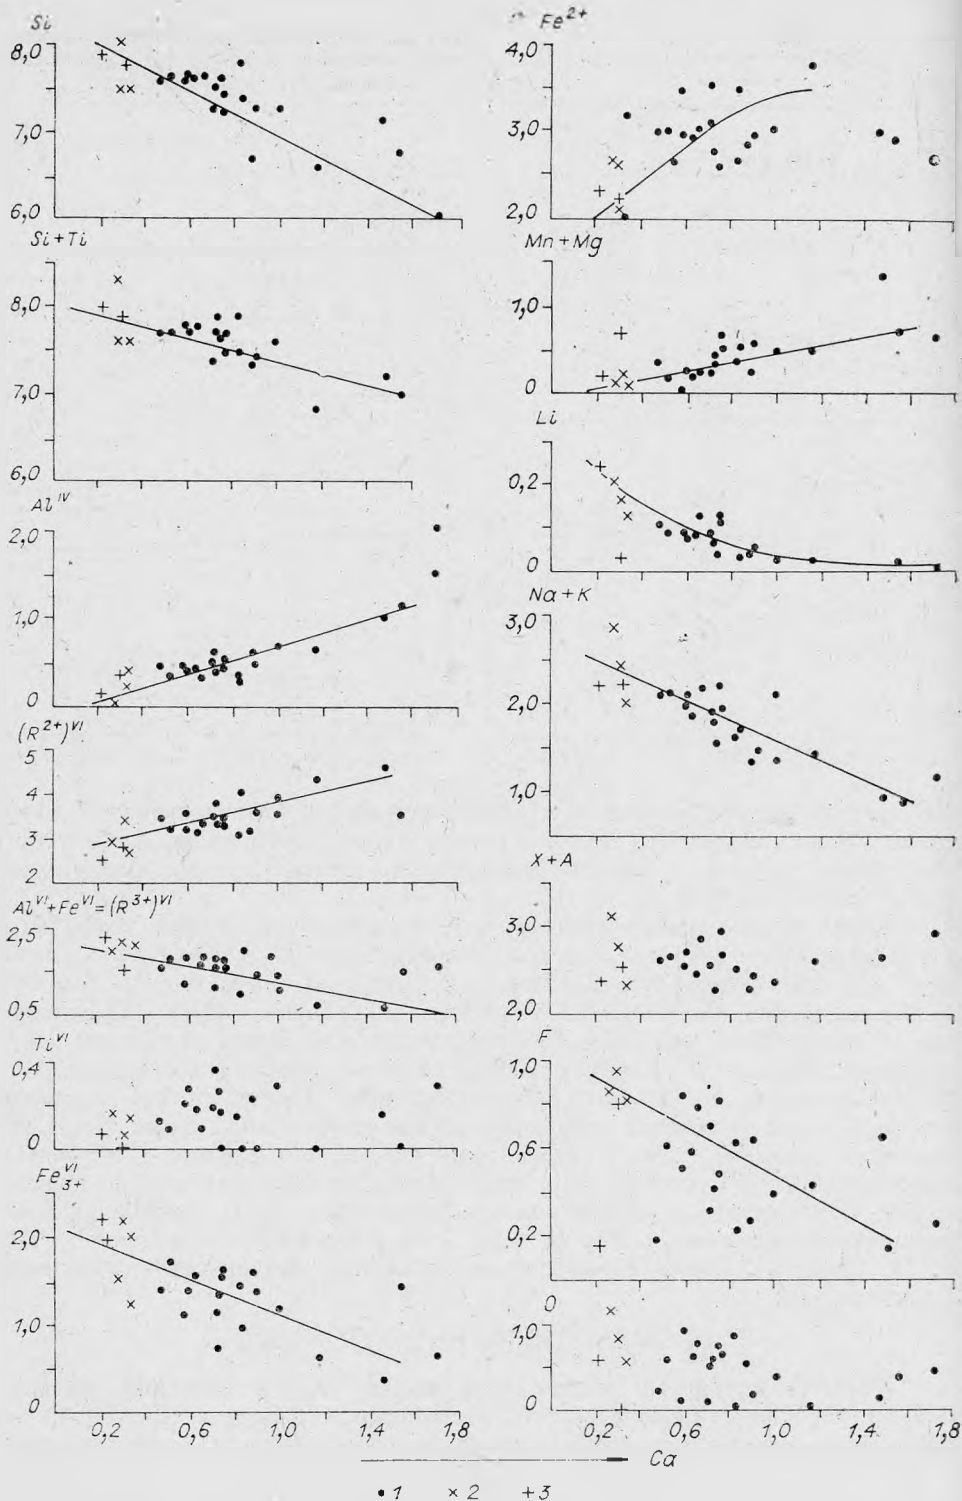 Si
8,0
7,0
6,0
Si+Ti
8,0
7,0
6,0
Al^IV
2,0
1,0
0
(R²⁺)^VI
5
4
3
2
Al^VI+Fe^VI=(R³⁺)^VI
2,5
0,5
Ti^VI
0,4
0
Fe^VI_3+
2,0
1,0
0
0,2 0,6 1,0 1,4 1,8
Fe²⁺
4,0
3,0
2,0
Mn+Mg
1,0
0
Li
0,2
0
Na+K
3,0
2,0
1,0
X+A
3,0
2,0
F
1,0
0,6
0,2
O
1,0
0
0,2 0,6 1,0 1,4 1,8
Ca
• 1 × 2 + 3